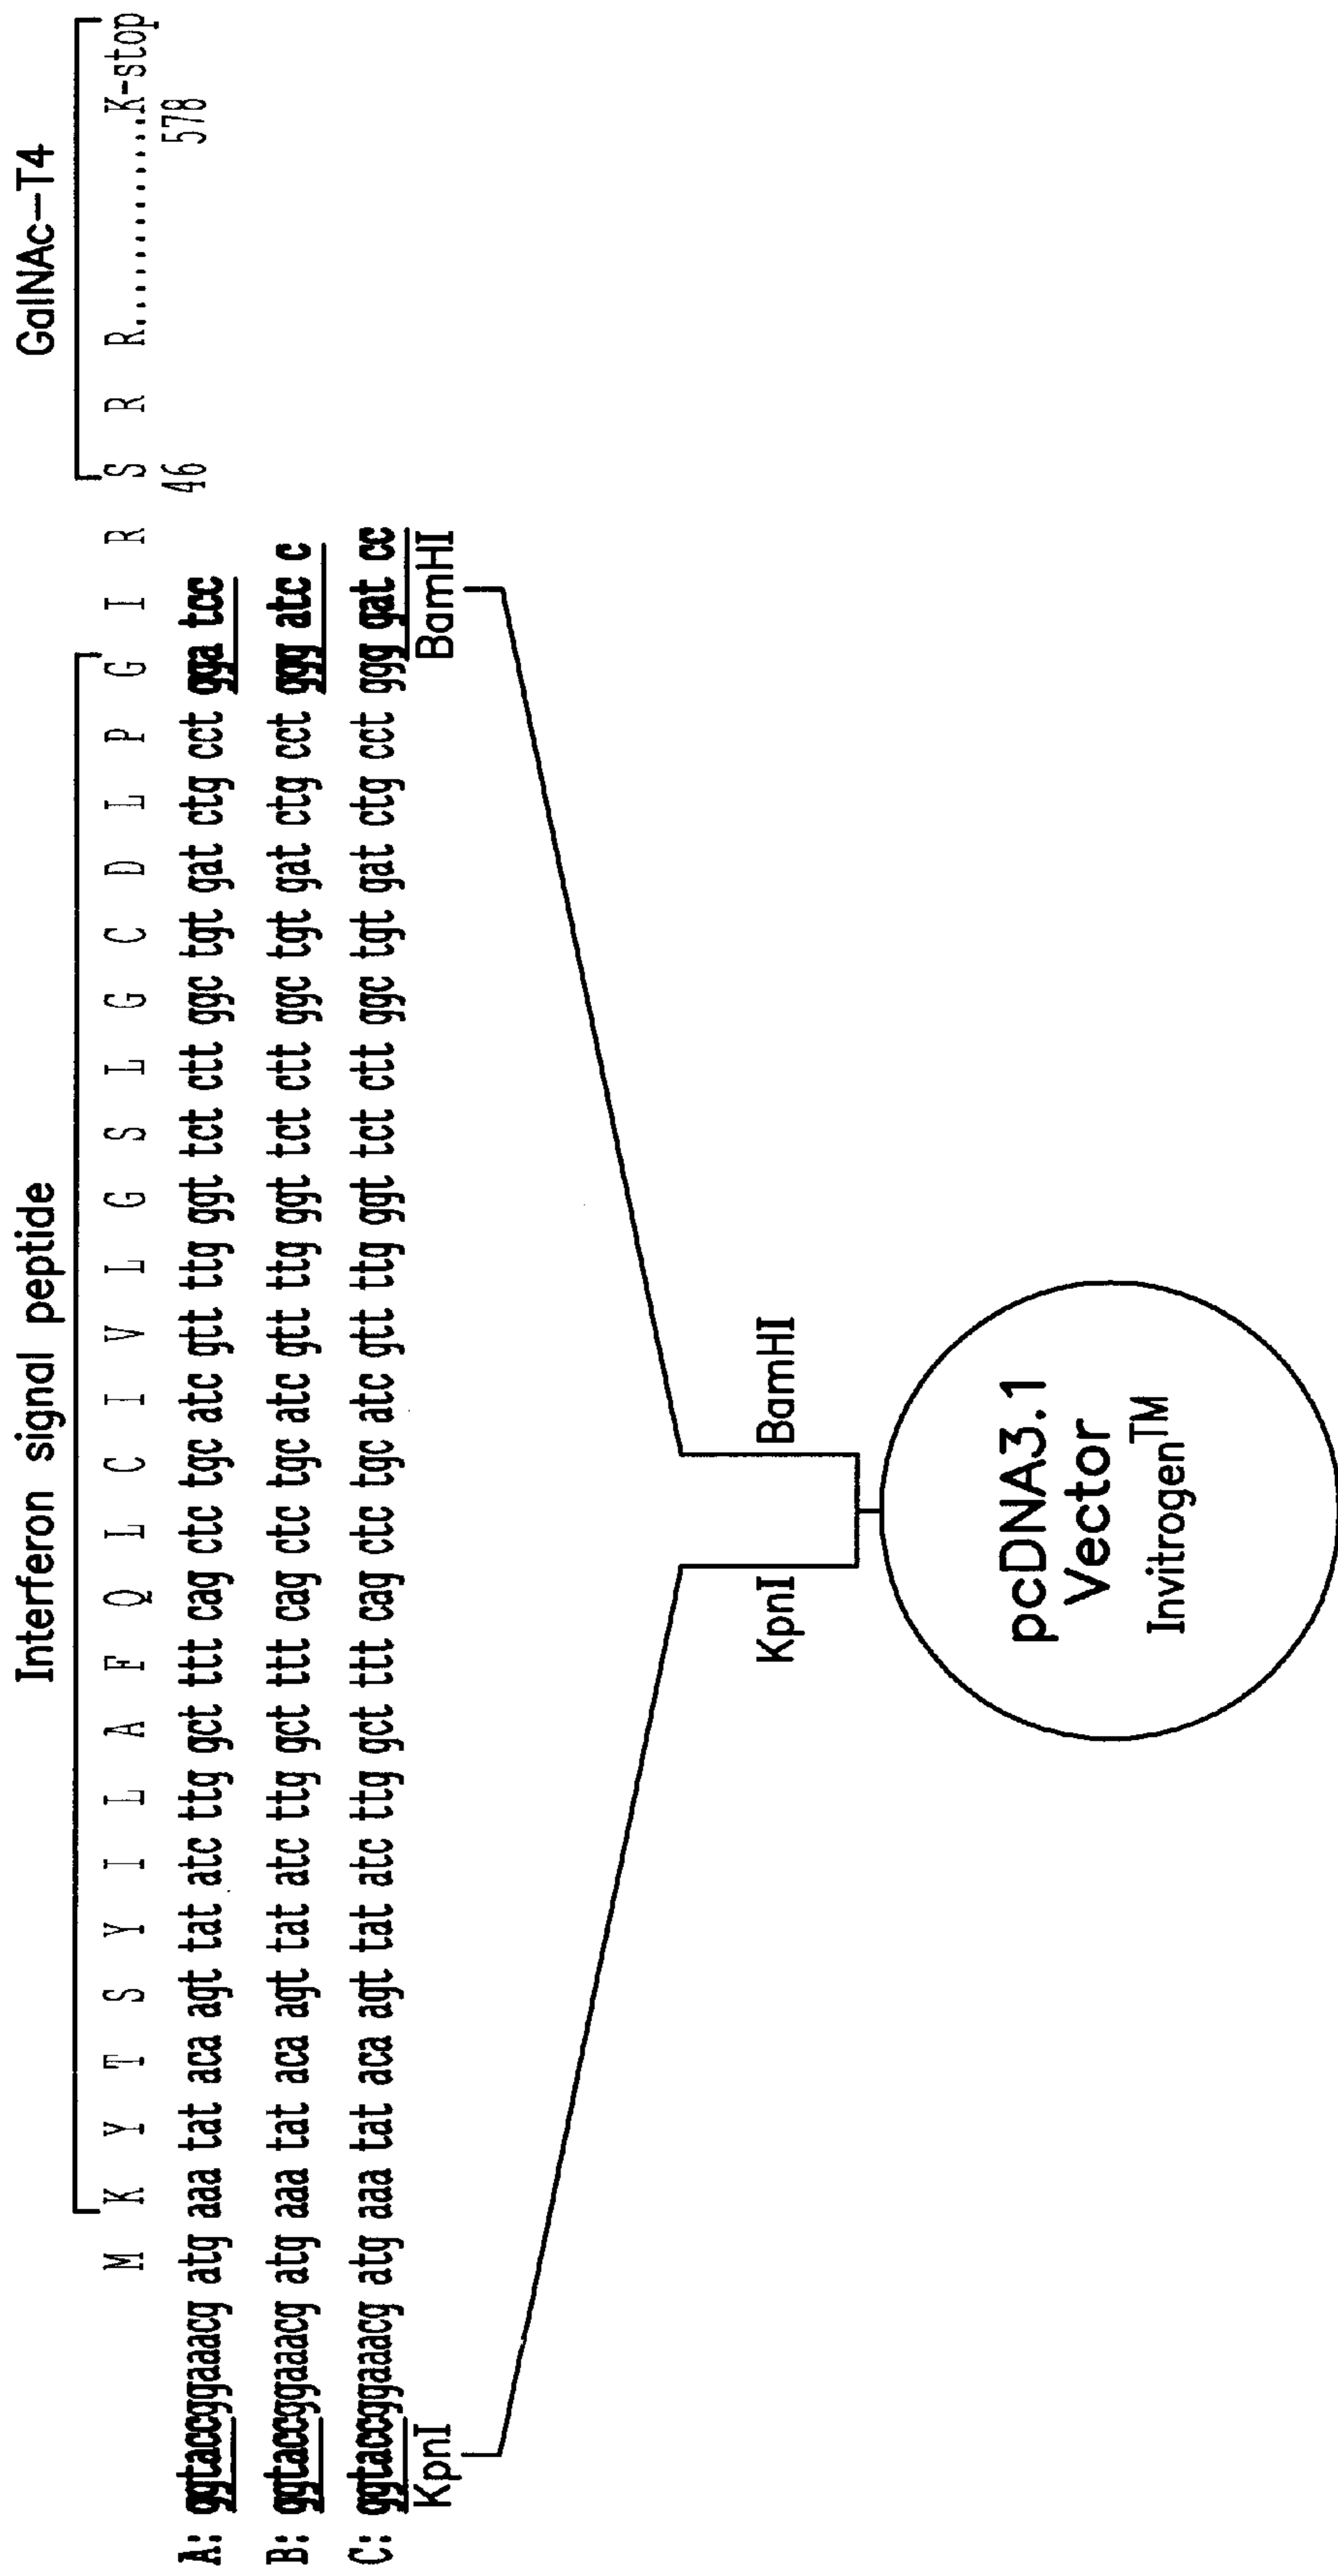 Interferon signal peptide
GalNAc-T4
M K Y T S Y I L A F Q L C I V L G S L G C D L P G I R S R R..............K-stop
46 578
A: ggtaccggaaacg atg aaa tat aca agt tat atc ttg gct ttt cag ctc tgc atc gtt ttg ggt tct ctt ggc tgt gat ctg cct gga tcc
B: ggtaccggaaacg atg aaa tat aca agt tat atc ttg gct ttt cag ctc tgc atc gtt ttg ggt tct ctt ggc tgt gat ctg cct ggg atc c
C: ggtaccggaaacg atg aaa tat aca agt tat atc ttg gct ttt cag ctc tgc atc gtt ttg ggt tct ctt ggc tgt gat ctg cct ggg gat cc
KpnI BamHI
KpnI BamHI
pcDNA3.1
Vector
Invitrogen™